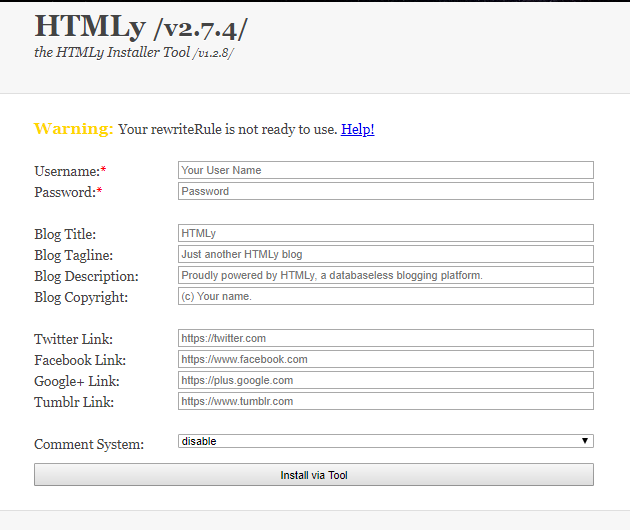 HTMLy /v2.7.4/
the HTMLy Installer Tool /v1.2.8/
Warning: Your rewriteRule is not ready to use. Help!
Username:* Your User Name
Password:* Password
Blog Title: HTMLy
Blog Tagline: Just another HTMLy blog
Blog Description: Proudly powered by HTMLy, a databaseless blogging platform.
Blog Copyright: (c) Your name.
Twitter Link: https://twitter.com
Facebook Link: https://www.facebook.com
Google+ Link: https://plus.google.com
Tumblr Link: https://www.tumblr.com
Comment System: disable
Install via Tool